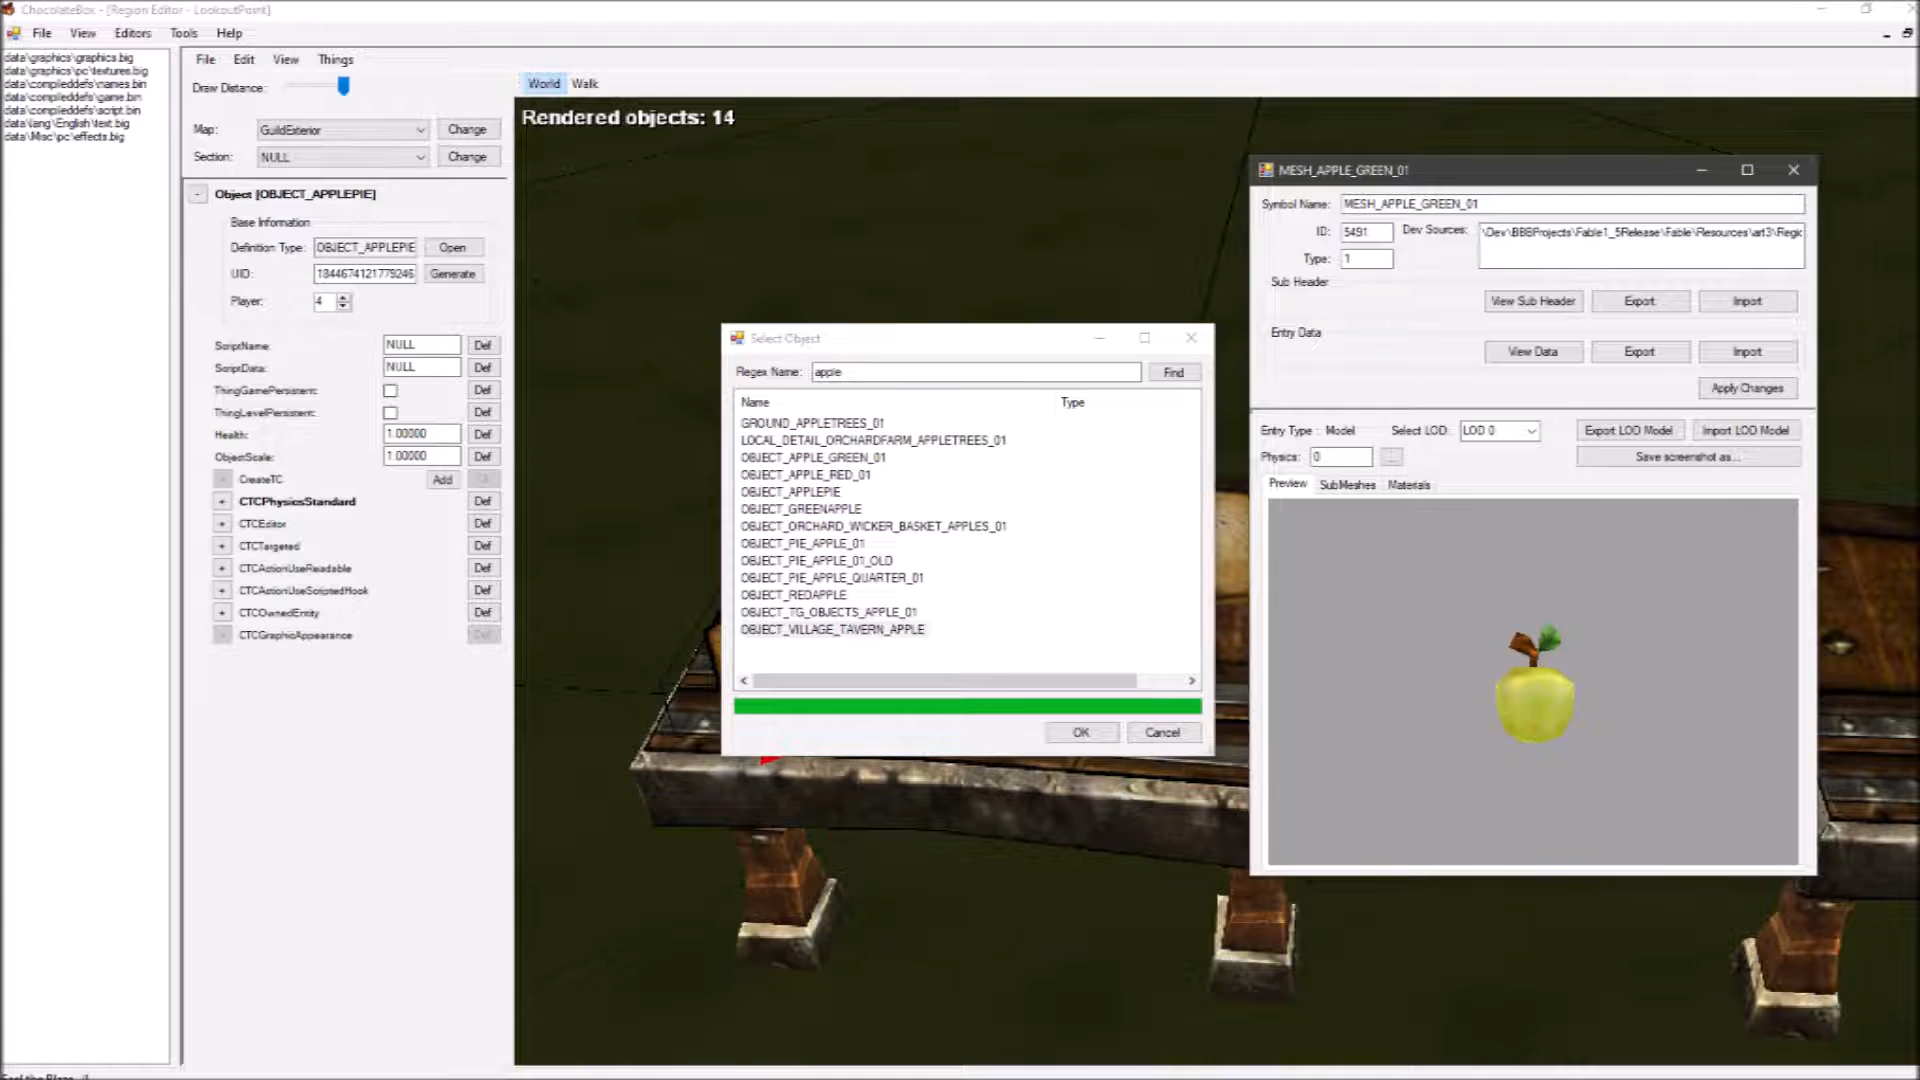 ChocolateBox - [Region Editor - LookoutPoint]
File View Editors Tools Help
data\graphics\graphics.big
data\graphics\pc\textures.big
data\compileddefs\names.bin
data\compileddefs\game.bin
data\compileddefs\script.bin
data\lang\English\text.big
data\Misc\pc\effects.big
File Edit View Things
Draw Distance:
Map: GuildExterior Change
Section: NULL Change
- Object [OBJECT_APPLEPIE]
Base Information
Definition Type: OBJECT_APPLEPIE Open
UID: 1844674121779246 Generate
Player: 4
ScriptName: NULL Def
ScriptData: NULL Def
ThingGamePersistent: Def
ThingLevelPersistent: Def
Health: 1.00000 Def
ObjectScale: 1.00000 Def
CreateTC Add
+ CTCPhysicsStandard Def
+ CTCEditor Def
+ CTCTargeted Def
+ CTCActionUseReadable Def
+ CTCActionUseScriptedHook Def
+ CTCOwnedEntity Def
CTCGraphicAppearance
World Walk
Rendered objects: 14
Select Object
Regex Name: apple Find
Name Type
GROUND_APPLETREES_01
LOCAL_DETAIL_ORCHARDFARM_APPLETREES_01
OBJECT_APPLE_GREEN_01
OBJECT_APPLE_RED_01
OBJECT_APPLEPIE
OBJECT_GREENAPPLE
OBJECT_ORCHARD_WICKER_BASKET_APPLES_01
OBJECT_PIE_APPLE_01
OBJECT_PIE_APPLE_01_OLD
OBJECT_PIE_APPLE_QUARTER_01
OBJECT_REDAPPLE
OBJECT_TG_OBJECTS_APPLE_01
OBJECT_VILLAGE_TAVERN_APPLE
OK Cancel
MESH_APPLE_GREEN_01
Symbol Name: MESH_APPLE_GREEN_01
ID: 5491 Dev Sources: \Dev\BBBProjects\Fable1_5Release\Fable\Resources\art3\Regic
Type: 1
Sub Header
View Sub Header Export Import
Entry Data
View Data Export Import
Apply Changes
Entry Type: Model Select LOD: LOD 0 Export LOD Model Import LOD Model
Physics: 0 ... Save screenshot as...
Preview SubMeshes Materials